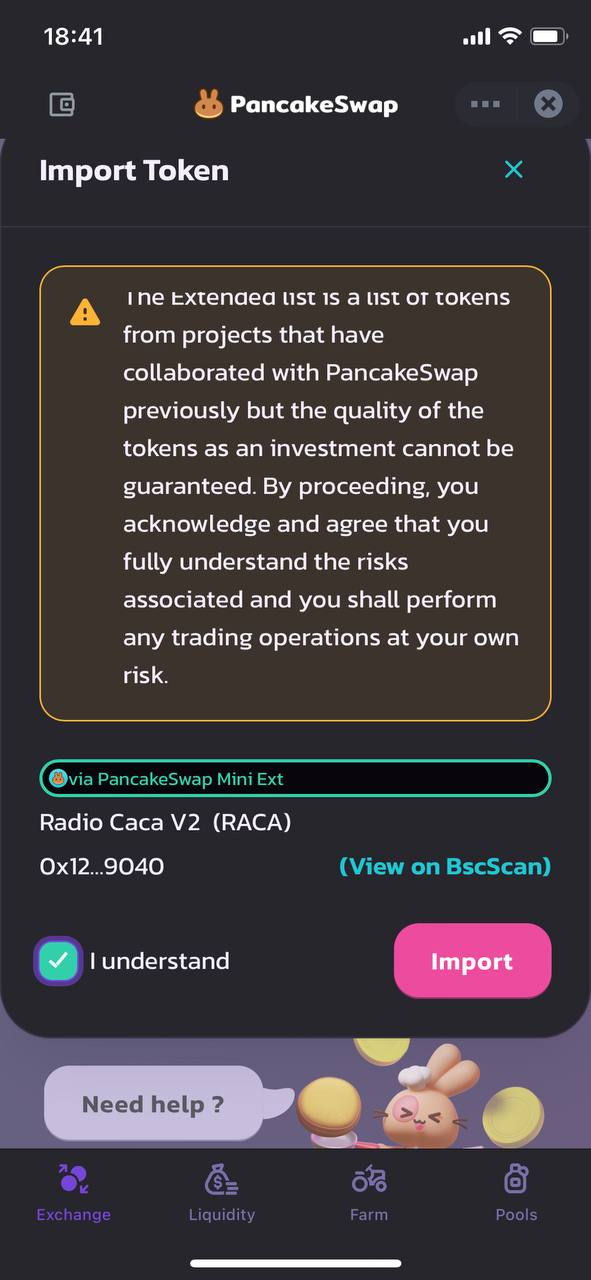 18:41
PancakeSwap
Import Token
The Extended list is a list of tokens
from projects that have
collaborated with PancakeSwap
previously but the quality of the
tokens as an investment cannot be
guaranteed. By proceeding, you
acknowledge and agree that you
fully understand the risks
associated and you shall perform
any trading operations at your own
risk.
via PancakeSwap Mini Ext
Radio Caca V2 (RACA)
0x12...9040 (View on BscScan)
I understand Import
Need help ?
Exchange Liquidity Farm Pools